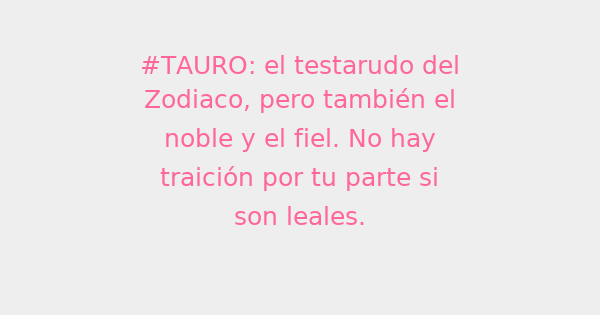 #TAURO: el testarudo del
Zodiaco, pero también el
noble y el fiel. No hay
traición por tu parte si
son leales.